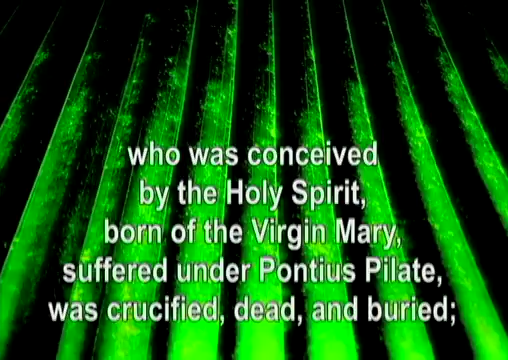 who was conceived
by the Holy Spirit,
born of the Virgin Mary,
suffered under Pontius Pilate,
was crucified, dead, and buried;